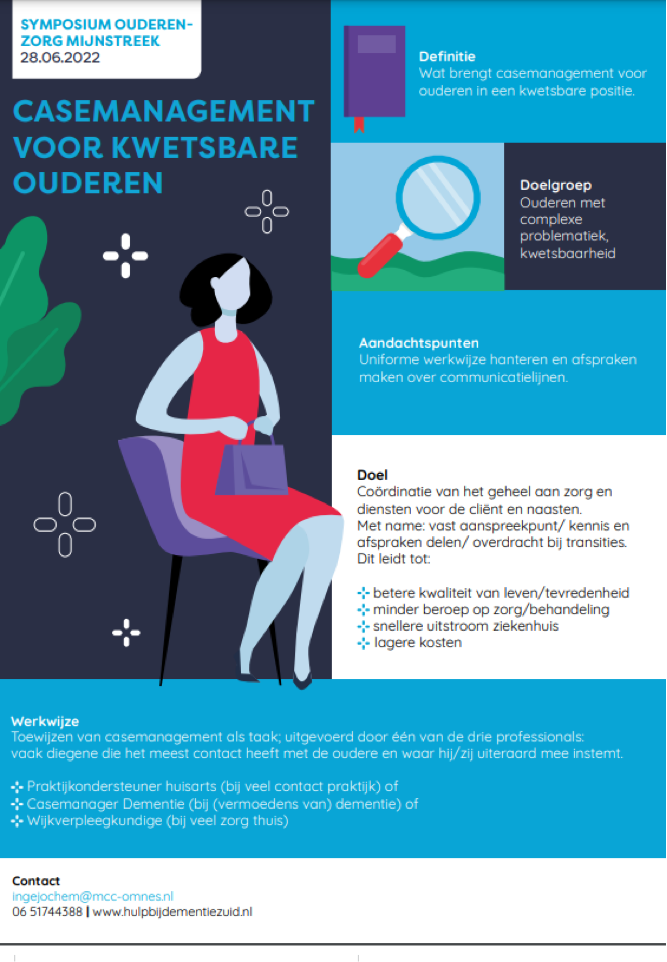 SYMPOSIUM OUDEREN-
ZORG MIJNSTREEK
28.06.2022
CASEMANAGEMENT
VOOR KWETSBARE
OUDEREN
Definitie
Wat brengt casemanagement voor
ouderen in een kwetsbare positie.
Doelgroep
Ouderen met
complexe
problematiek,
kwetsbaarheid
Aandachtspunten
Uniforme werkwijze hanteren en afspraken
maken over communicatielijnen.
Doel
Coördinatie van het geheel aan zorg en
diensten voor de cliënt en naasten.
Met name: vast aanspreekpunt/ kennis en
afspraken delen/ overdracht bij transities.
Dit leidt tot:
betere kwaliteit van leven/tevredenheid
minder beroep op zorg/behandeling
snellere uitstroom ziekenhuis
lagere kosten
Werkwijze
Toewijzen van casemanagement als taak; uitgevoerd door één van de drie professionals:
vaak diegene die het meest contact heeft met de oudere en waar hij/zij uiteraard mee instemt.
Praktijkondersteuner huisarts (bij veel contact praktijk) of
Casemanager Dementie (bij (vermoedens van) dementie) of
Wijkverpleegkundige (bij veel zorg thuis)
Contact
ingejochem@mcc-omnes.nl
06 51744388 | www.hulpbijdementiezuid.nl